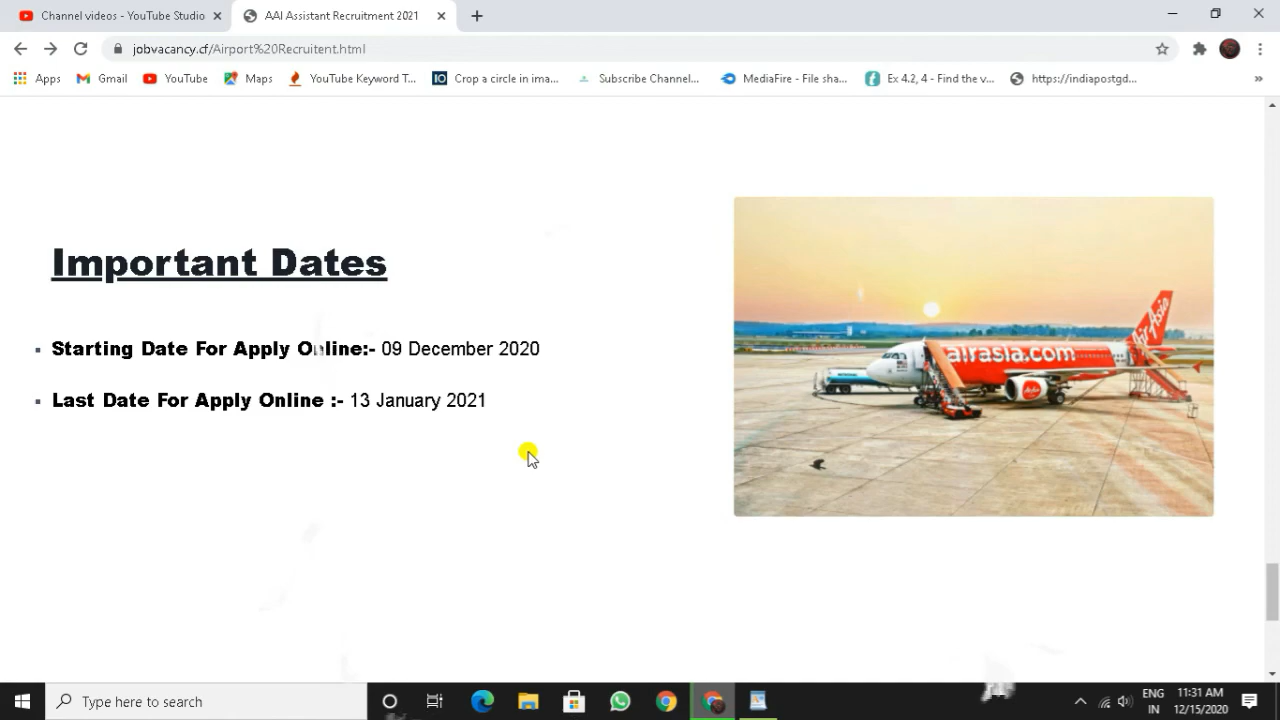 Channel videos - YouTube Studio
AAI Assistant Recruitment 2021
jobvacancy.cf/Airport%20Recruitent.html
Apps
Gmail
YouTube
Maps
YouTube Keyword T...
IO
Crop a circle in ima...
Subscribe Channel...
MediaFire - File sha...
Ex 4.2, 4 - Find the v...
https://indiapostgd...
»
Important Dates
Starting Date For Apply Online:- 09 December 2020
Last Date For Apply Online :- 13 January 2021
airasia.com
AirAsia
Type here to search
ENG
IN
11:31 AM
12/15/2020